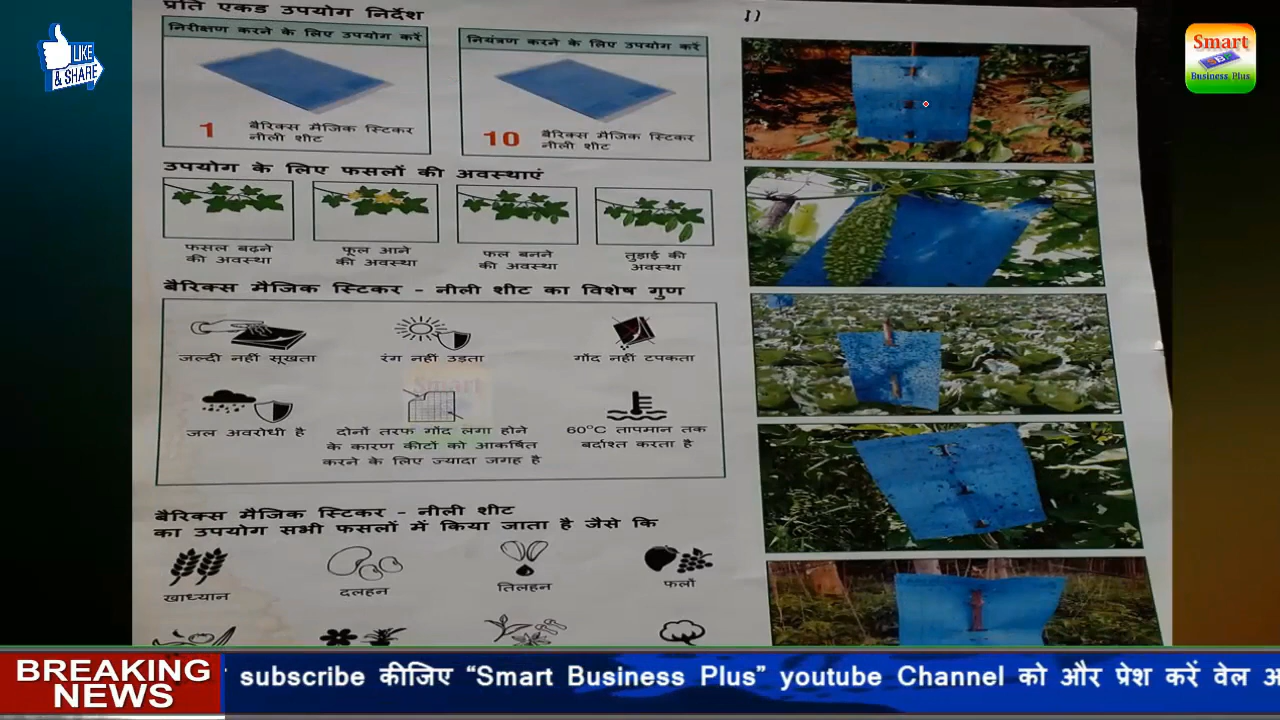 LIKE
& SHARE
Smart
SBP
Business Plus
प्रति एकड उपयोग निर्देश
निरीक्षण करने के लिए उपयोग करें
1 बैरिक्स मैजिक स्टिकर
नीली शीट
नियंत्रण करने के लिए उपयोग करें
10 बैरिक्स मैजिक स्टिकर
नीली शीट
उपयोग के लिए फसलों की अवस्थाएं
फसल बढ़ने
की अवस्था
फूल आने
की अवस्था
फल बनने
की अवस्था
तुड़ाई की
अवस्था
बैरिक्स मैजिक स्टिकर - नीली शीट का विशेष गुण
जल्दी नहीं सूखता
रंग नहीं उड़ता
गोंद नहीं टपकता
Smart
जल अवरोधी है
दोनों तरफ गोंद लगा होने
के कारण कीटों को आकर्षित
करने के लिए ज्यादा जगह है
60°C तापमान तक
बर्दाश्त करता है
बैरिक्स मैजिक स्टिकर - नीली शीट
का उपयोग सभी फसलों में किया जाता है जैसे कि
खाध्यान
दलहन
तिलहन
फलों
BREAKING
NEWS
subscribe कीजिए “Smart Business Plus” youtube Channel को और प्रेश करें वेल